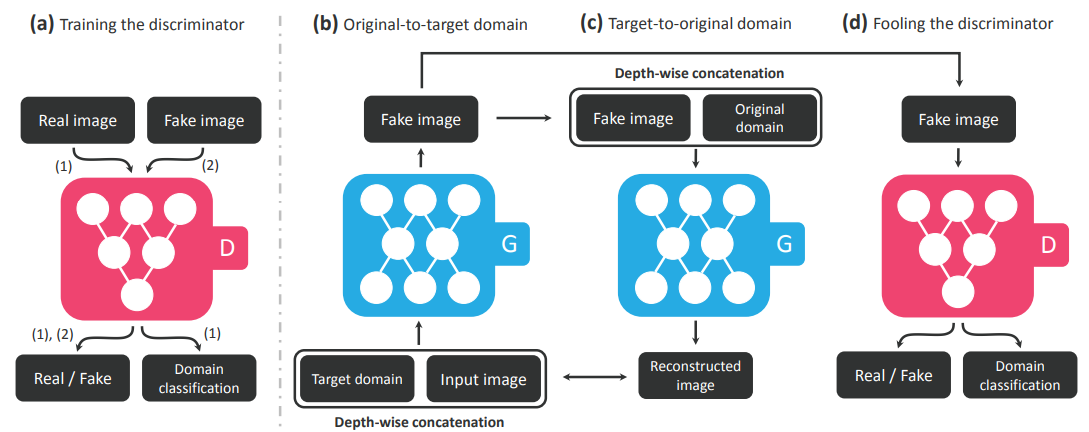 (a) Training the discriminator
(b) Original-to-target domain
(c) Target-to-original domain
(d) Fooling the discriminator
Real image
Fake image
(1)
(2)
D
(1), (2)
(1)
Real / Fake
Domain
classification
Fake image
G
Target domain
Input image
Depth-wise concatenation
Depth-wise concatenation
Fake image
Original
domain
G
Reconstructed
image
Fake image
D
Real / Fake
Domain
classification